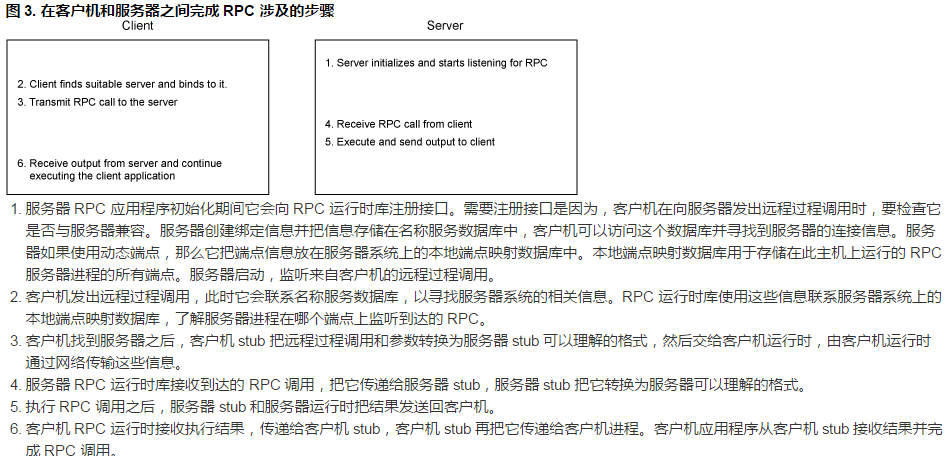 图 3. 在客户机和服务器之间完成 RPC 涉及的步骤
Client
Server
1. Server initializes and starts listening for RPC
2. Client finds suitable server and binds to it.
3. Transmit RPC call to the server
4. Receive RPC call from client
5. Execute and send output to client
6. Receive output from server and continue
executing the client application
1. 服务器 RPC 应用程序初始化期间它会向 RPC 运行时库注册接口。需要注册接口是因为，客户机在向服务器发出远程过程调用时，要检查它
是否与服务器兼容。服务器创建绑定信息并把信息存储在名称服务数据库中，客户机可以访问这个数据库并寻找到服务器的连接信息。服务
器如果使用动态端点，那么它把端点信息放在服务器系统上的本地端点映射数据库中。本地端点映射数据库用于存储在此主机上运行的 RPC
服务器进程的所有端点。服务器启动，监听来自客户机的远程过程调用。
2. 客户机发出远程过程调用，此时它会联系名称服务数据库，以寻找服务器系统的相关信息。RPC 运行时库使用这些信息联系服务器系统上的
本地端点映射数据库，了解服务器进程在哪个端点上监听到达的 RPC。
3. 客户机找到服务器之后，客户机 stub 把远程过程调用和参数转换为服务器 stub 可以理解的格式，然后交给客户机运行时，由客户机运行时
通过网络传输这些信息。
4. 服务器 RPC 运行时库接收到达的 RPC 调用，把它传递给服务器 stub，服务器 stub 把它转换为服务器可以理解的格式。
5. 执行 RPC 调用之后，服务器 stub 和服务器运行时把结果发送回客户机。
6. 客户机 RPC 运行时接收执行结果，传递给客户机 stub，客户机 stub 再把它传递给客户机进程。客户机应用程序从客户机 stub 接收结果并完
成 RPC 调用。